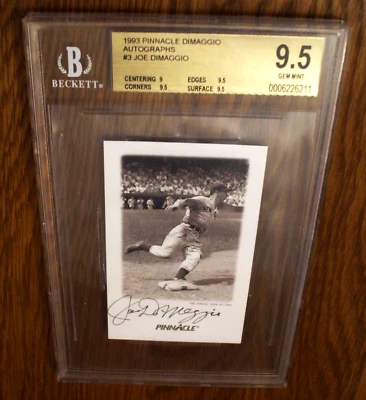 1993 PINNACLE DIMAGGIO
AUTOGRAPHS
#3 JOE DIMAGGIO
9.5
GEM MINT
B
BECKETT
CENTERING 9 EDGES 9.5
CORNERS 9.5 SURFACE 9.5
0006226211
Joe DiMaggio
PINNACLE